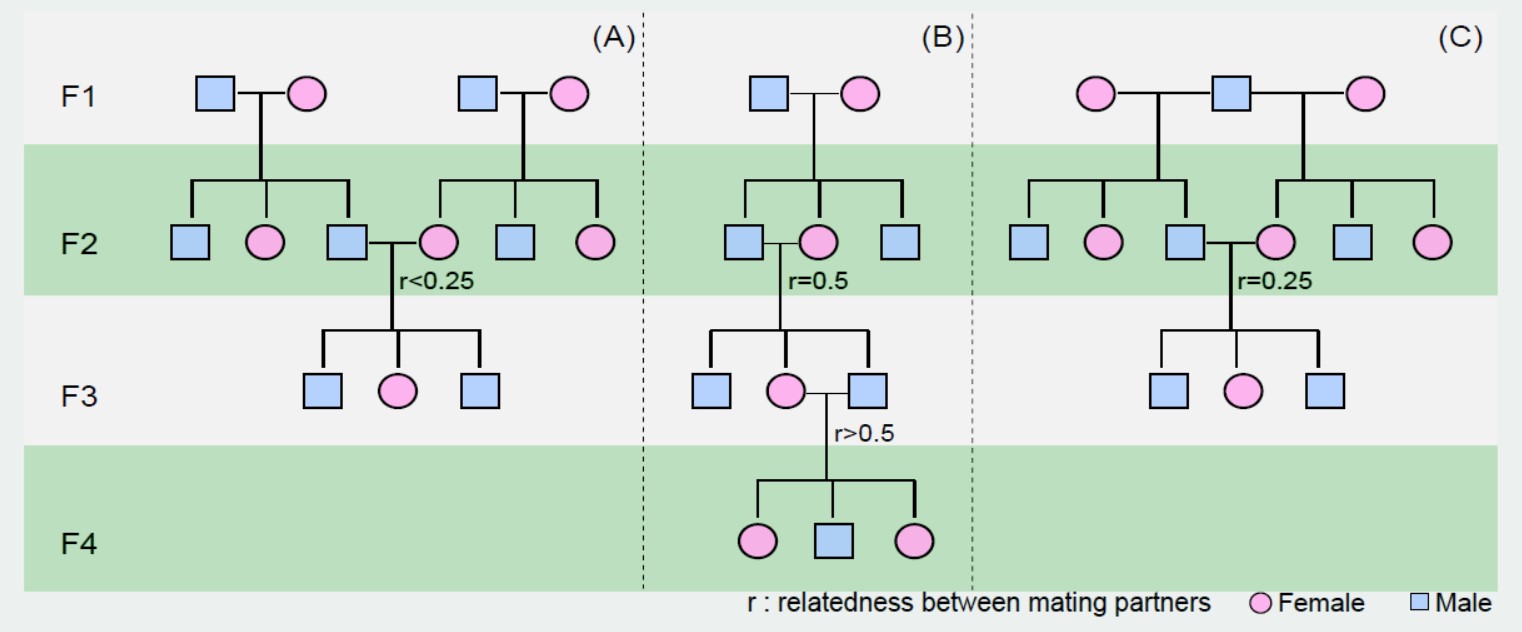 (A) (B) (C)
F1
F2
r<0.25 r=0.5 r=0.25
F3
r>0.5
F4
r : relatedness between mating partners Female Male